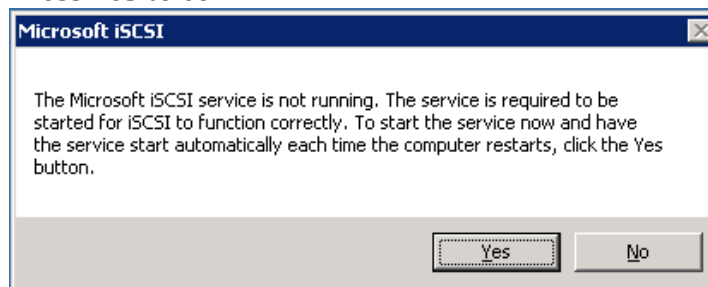 Microsoft iSCSI
The Microsoft iSCSI service is not running. The service is required to be
started for iSCSI to function correctly. To start the service now and have
the service start automatically each time the computer restarts, click the Yes
button.
Yes
No